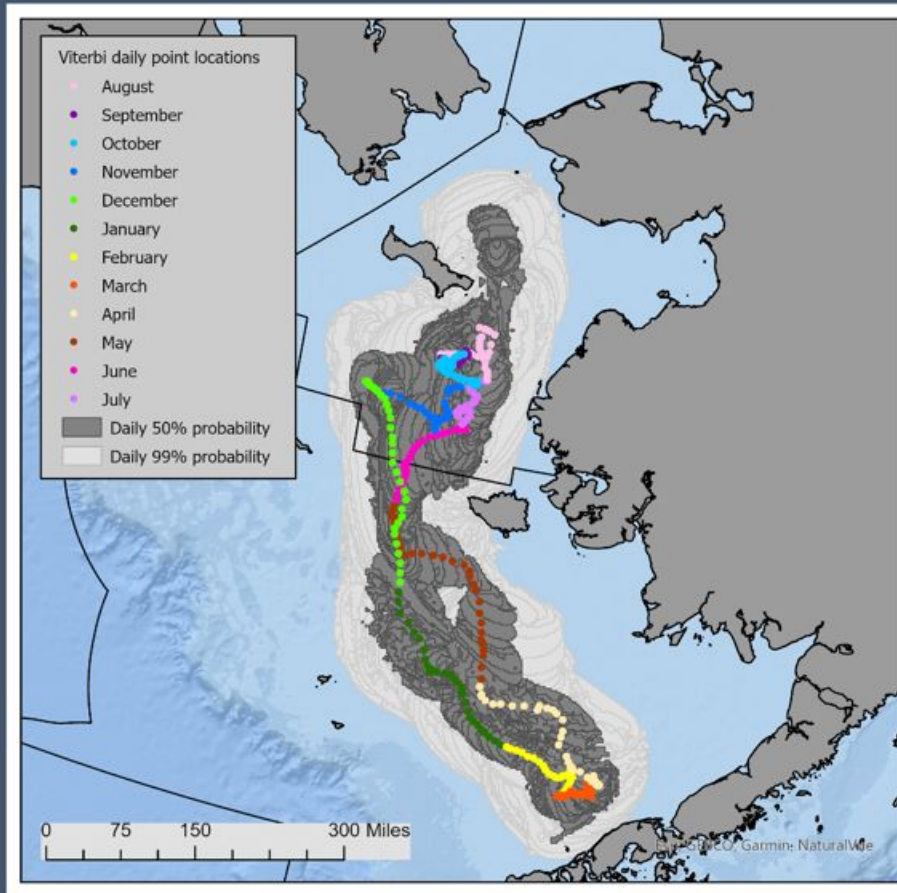 Viterbi daily point locations
August
September
October
November
December
January
February
March
April
May
June
July
Daily 50% probability
Daily 99% probability
0 75 150 300 Miles
Garmin, NaturalVue